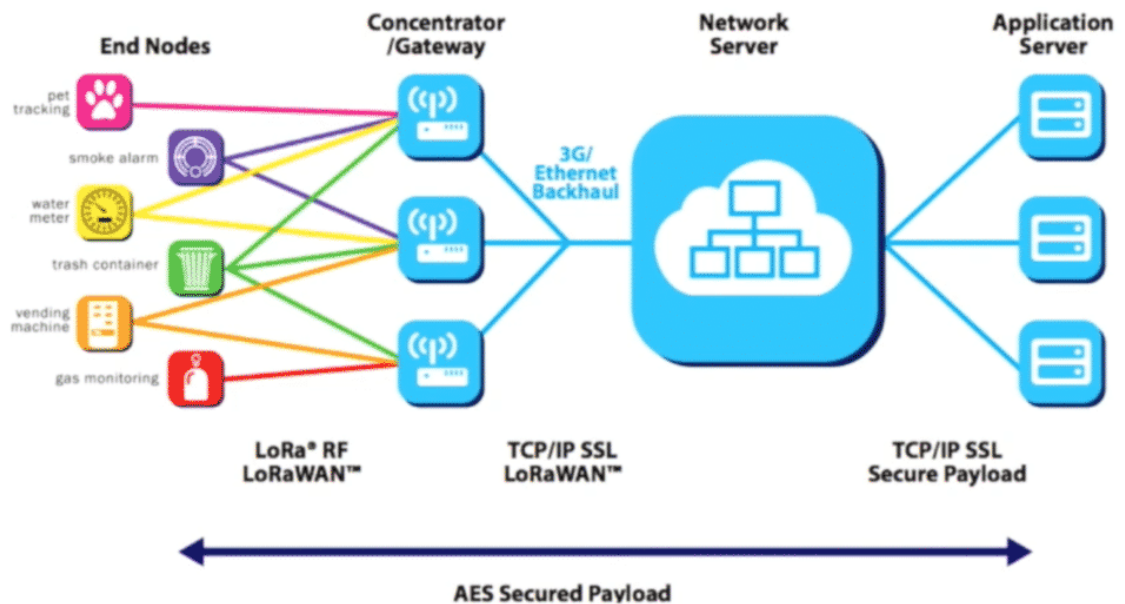 End Nodes
Concentrator
/Gateway
Network
Server
Application
Server
pet
tracking
smoke alarm
water
meter
trash container
vending
machine
gas monitoring
3G/
Ethernet
Backhaul
LoRa® RF
LoRaWAN™
TCP/IP SSL
LoRaWAN™
TCP/IP SSL
Secure Payload
AES Secured Payload